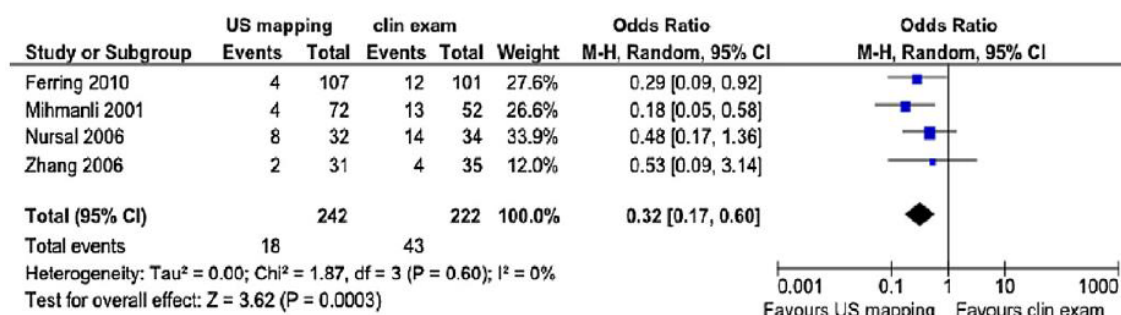 US mapping clin exam Odds Ratio Odds Ratio
Study or Subgroup Events Total Events Total Weight M-H, Random, 95% CI M-H, Random, 95% CI
Ferring 2010 4 107 12 101 27.6% 0.29 [0.09, 0.92]
Mihmanli 2001 4 72 13 52 26.6% 0.18 [0.05, 0.58]
Nursal 2006 8 32 14 34 33.9% 0.48 [0.17, 1.36]
Zhang 2006 2 31 4 35 12.0% 0.53 [0.09, 3.14]
Total (95% CI) 242 222 100.0% 0.32 [0.17, 0.60]
Total events 18 43
Heterogeneity: Tau² = 0.00; Chi² = 1.87, df = 3 (P = 0.60); I² = 0%
Test for overall effect: Z = 3.62 (P = 0.0003)
0.001 0.1 1 10 1000
Favours US mapping Favours clin exam